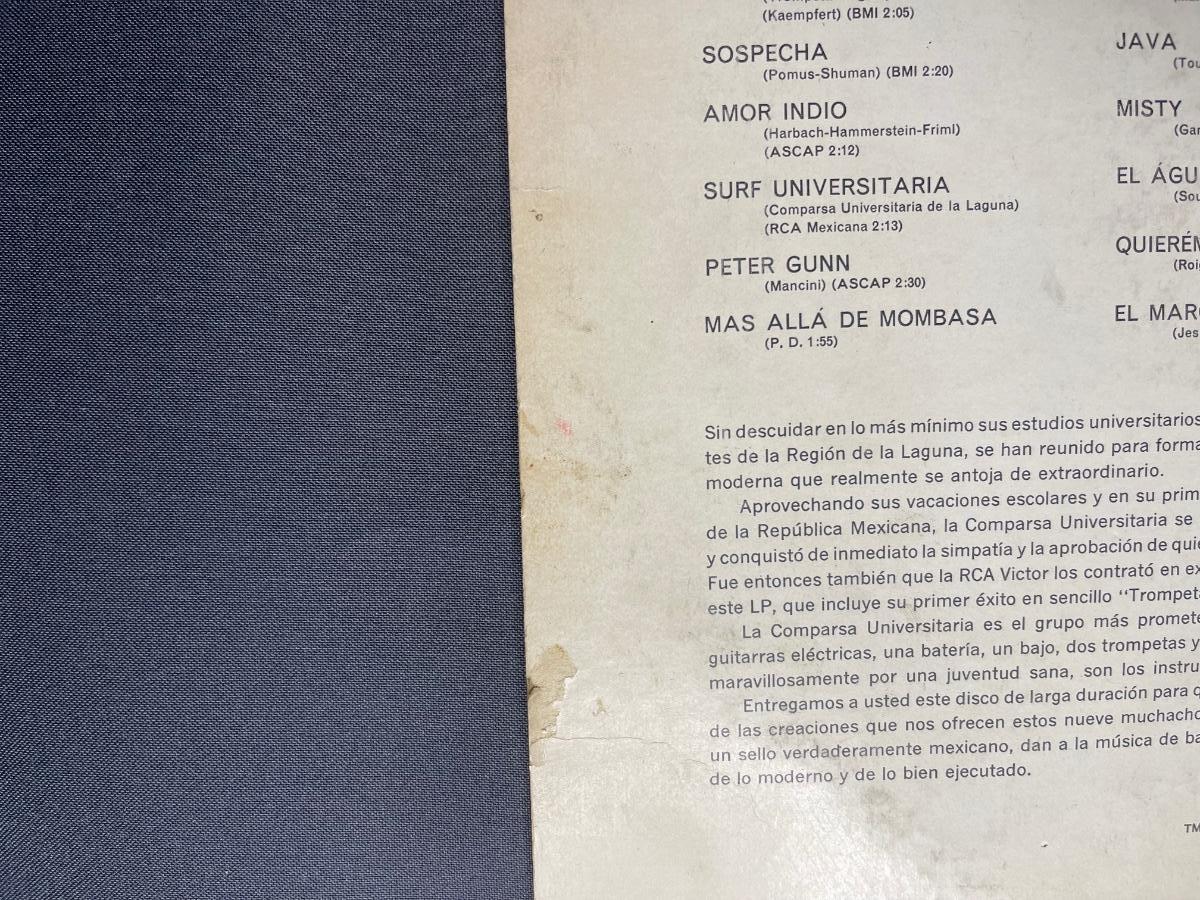 (Kaempfert) (BMI 2:05)
SOSPECHA
(Pomus-Shuman) (BMI 2:20)
AMOR INDIO
(Harbach-Hammerstein-Friml)
(ASCAP 2:12)
SURF UNIVERSITARIA
(Comparsa Universitaria de la Laguna)
(RCA Mexicana 2:13)
PETER GUNN
(Mancini) (ASCAP 2:30)
MAS ALLÁ DE MOMBASA
(P. D. 1:55)
JAVA
(Tou
MISTY
(Gar
EL ÁGU
(Sou
QUIERÉM
(Roig
EL MARC
(Jes
Sin descuidar en lo más mínimo sus estudios universitarios
tes de la Región de la Laguna, se han reunido para forma
moderna que realmente se antoja de extraordinario.
Aprovechando sus vacaciones escolares y en su prim
de la República Mexicana, la Comparsa Universitaria se
y conquistó de inmediato la simpatía y la aprobación de quie
Fue entonces también que la RCA Victor los contrató en ex
este LP, que incluye su primer éxito en sencillo "Trompeta
La Comparsa Universitaria es el grupo más promete
guitarras eléctricas, una batería, un bajo, dos trompetas y
maravillosamente por una juventud sana, son los instru
Entregamos a usted este disco de larga duración para q
de las creaciones que nos ofrecen estos nueve muchacho
un sello verdaderamente mexicano, dan a la música de ba
de lo moderno y de lo bien ejecutado.
TM